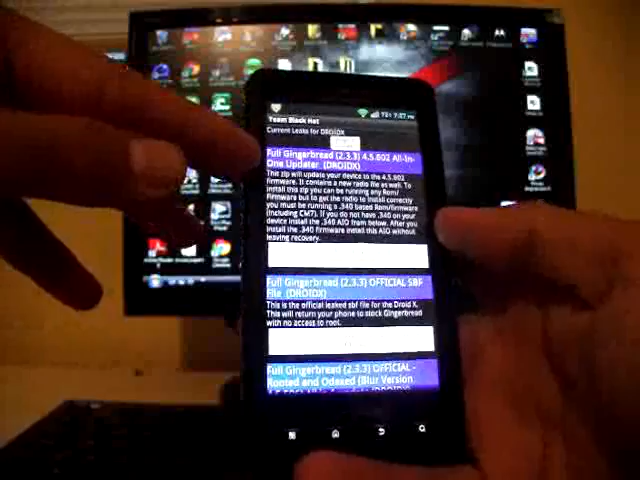 Team Black Hat
Current Leaks for DROIDX
Full Gingerbread (2.3.3) 4.5.602 All-In-
One Updater (DROIDX)
This zip will update your device to the 4.5.602
firmware. It contains a new radio file as well. To
install this zip you can be running any Rom/
Firmware but to get the radio to install correctly
you must be running a .340 based Rom/firmware
(including CM7). If you do not have .340 on your
device install the .340 AIO from below. After you
install the .340 firmware install this AIO without
leaving recovery.
Full Gingerbread (2.3.3) OFFICIAL SBF
File (DROIDX)
This is the official leaked sbf file for the Droid X.
This will return your phone to stock Gingerbread
with no access to root.
Full Gingerbread (2.3.3) OFFICIAL -
Rooted and Odexed (Blur Version